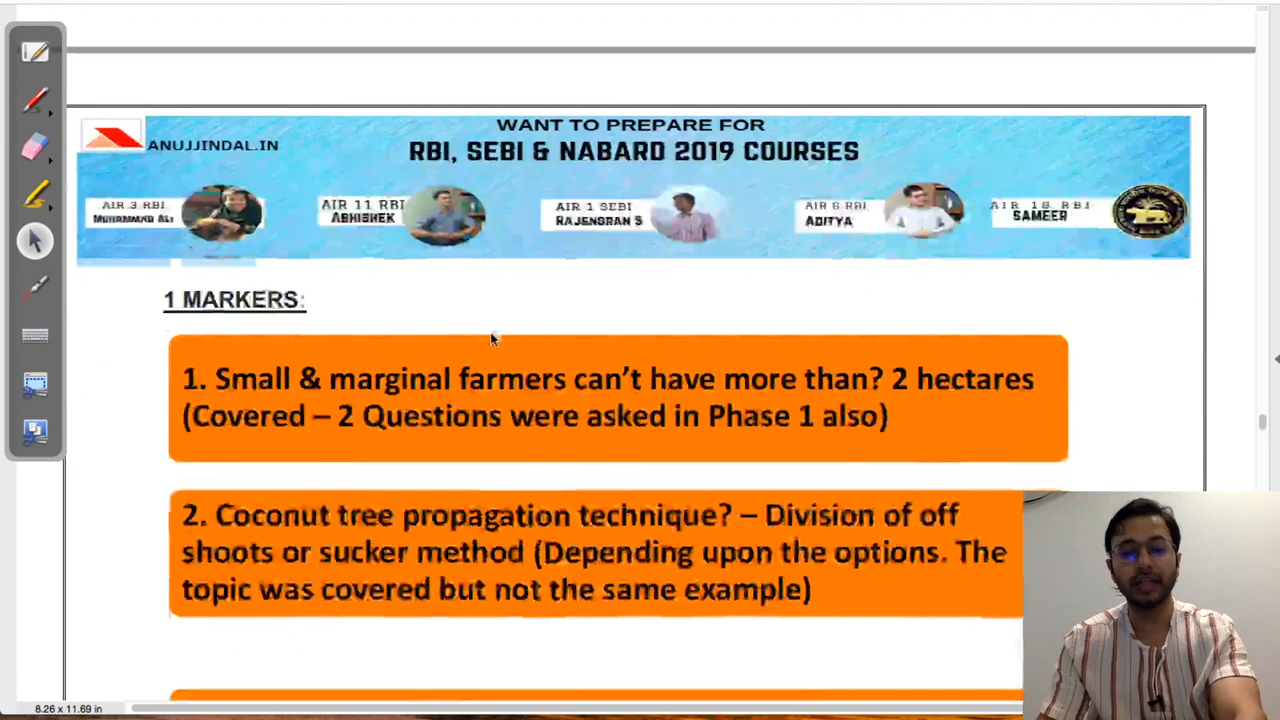 WANT TO PREPARE FOR
ANUJJINDAL.IN
RBI, SEBI & NABARD 2019 COURSES
AIR 3 RBI
MUHAMMAD ALI
AIR 11 RBI
ABHISHEK
AIR 1 SEBI
RAJENDRAN S
AIR 6 RBI
ADITYA
AIR 18 RBI
SAMEER
1 MARKERS:
1. Small & marginal farmers can’t have more than? 2 hectares
(Covered – 2 Questions were asked in Phase 1 also)
2. Coconut tree propagation technique? – Division of off
shoots or sucker method (Depending upon the options. The
topic was covered but not the same example)
8.26 x 11.69 in